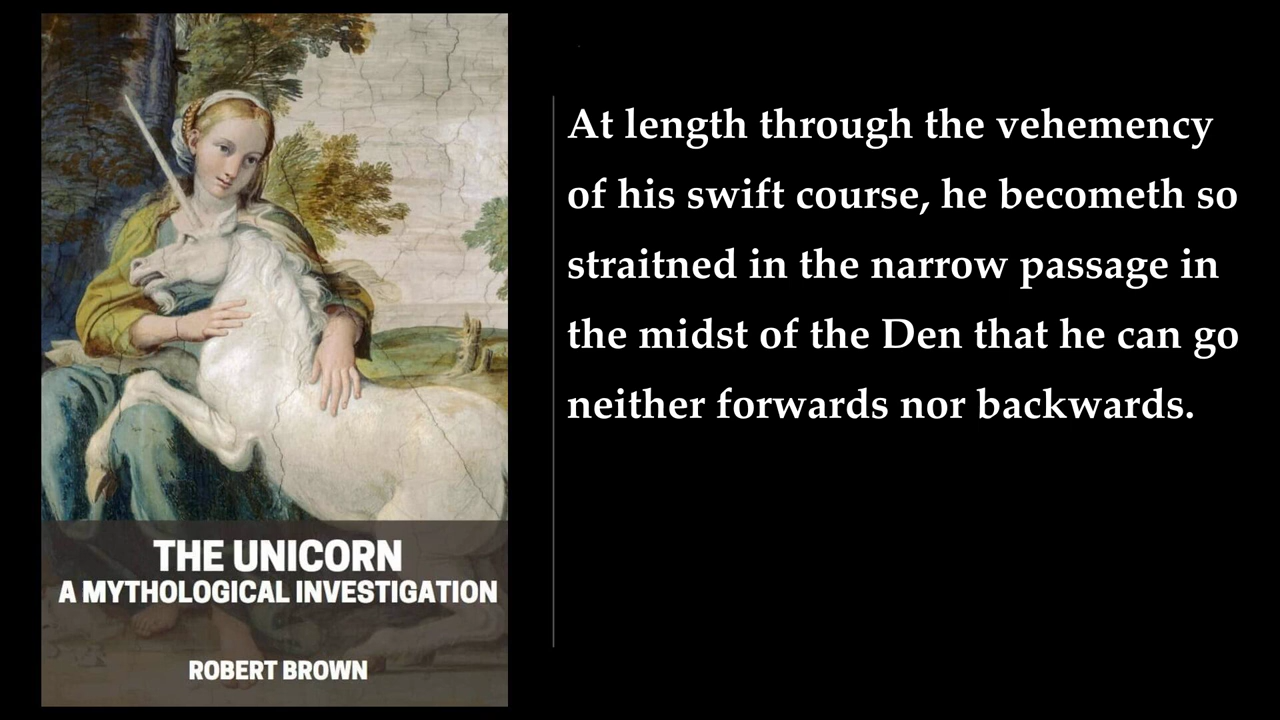 THE UNICORN
A MYTHOLOGICAL INVESTIGATION
ROBERT BROWN
At length through the vehemency
of his swift course, he becometh so
straitned in the narrow passage in
the midst of the Den that he can go
neither forwards nor backwards.